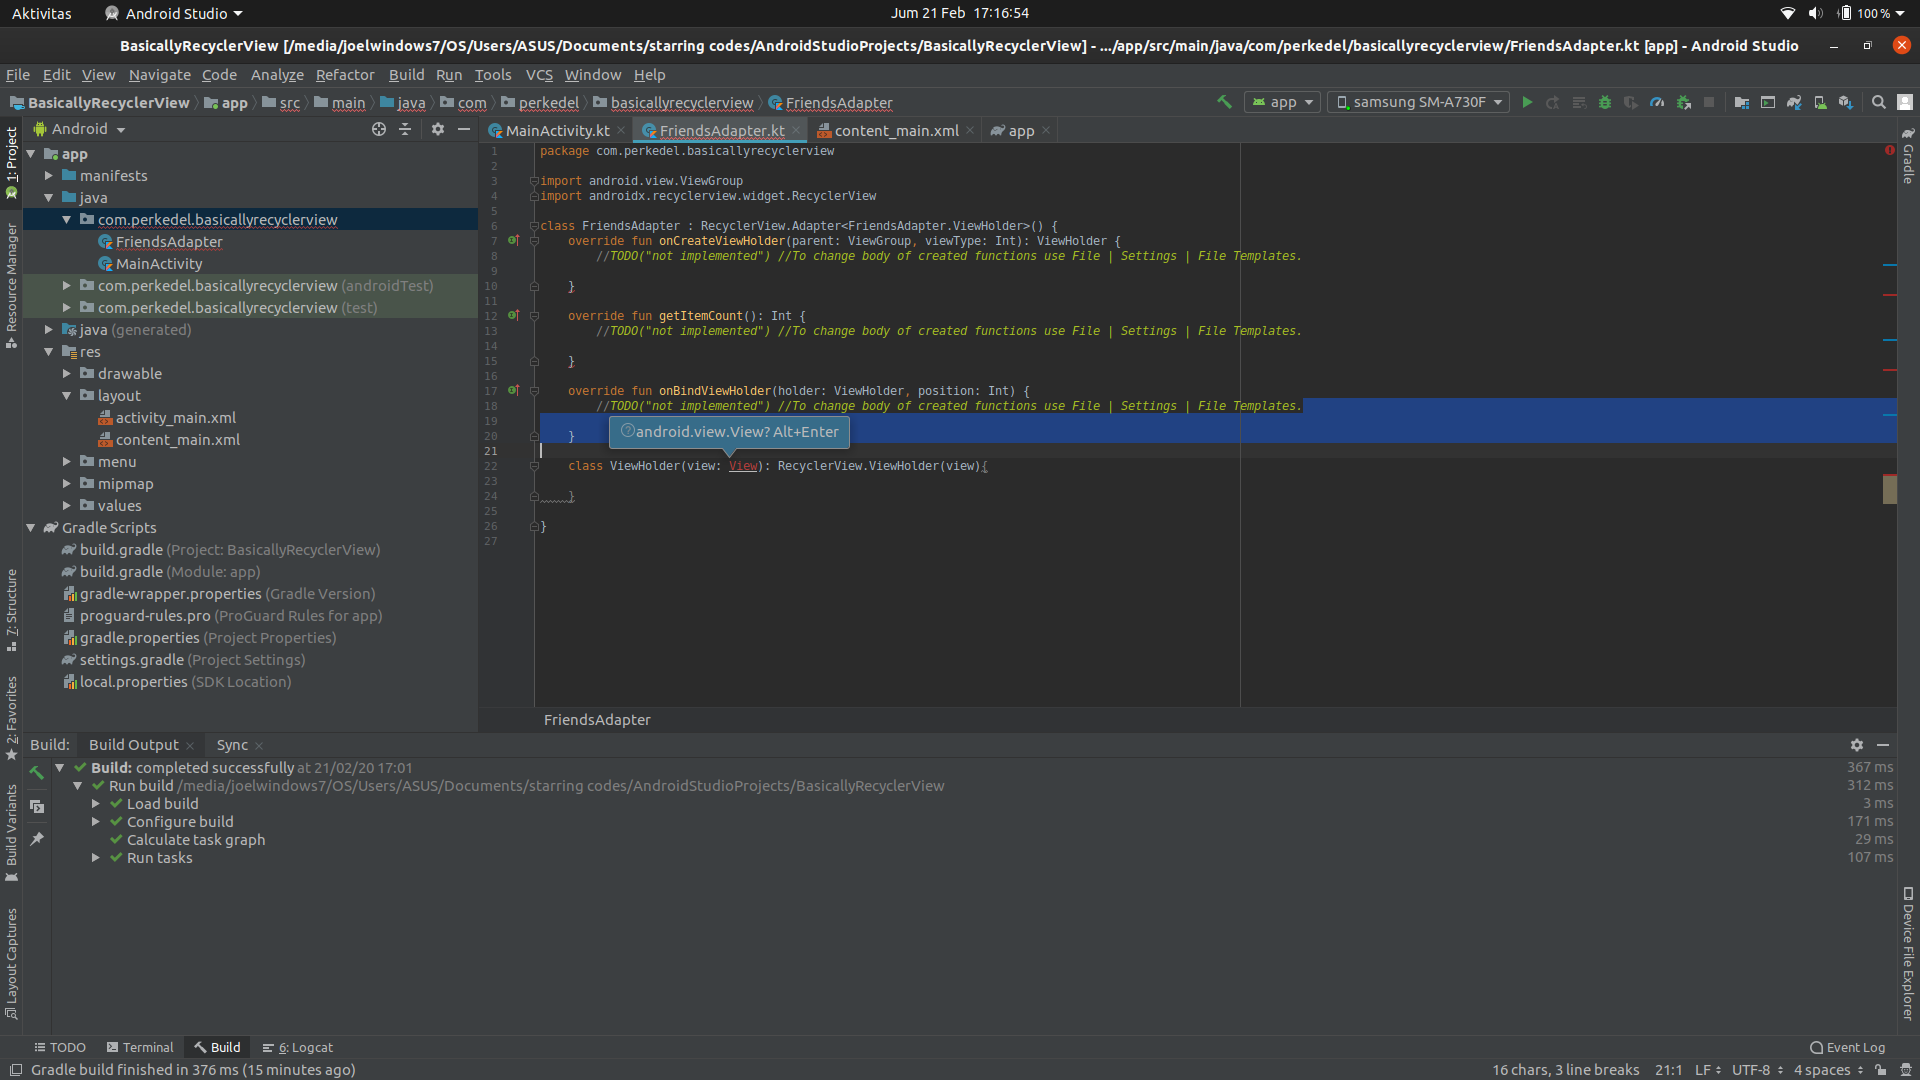 Aktivitas
Android Studio
Jum 21 Feb 17:16:54
100 %
BasicallyRecyclerView [/media/joelwindows7/OS/Users/ASUS/Documents/starring codes/AndroidStudioProjects/BasicallyRecyclerView] - .../app/src/main/java/com/perkedel/basicallyrecyclerview/FriendsAdapter.kt [app] - Android Studio
File Edit View Navigate Code Analyze Refactor Build Run Tools VCS Window Help
BasicallyRecyclerView app src main java com perkedel basicallyrecyclerview FriendsAdapter
app
samsung SM-A730F
Android
MainActivity.kt
FriendsAdapter.kt
content_main.xml
app
1: Project
Resource Manager
7: Structure
2: Favorites
Build Variants
Layout Captures
app
manifests
java
com.perkedel.basicallyrecyclerview
FriendsAdapter
MainActivity
com.perkedel.basicallyrecyclerview (androidTest)
com.perkedel.basicallyrecyclerview (test)
java (generated)
res
drawable
layout
activity_main.xml
content_main.xml
menu
mipmap
values
Gradle Scripts
build.gradle (Project: BasicallyRecyclerView)
build.gradle (Module: app)
gradle-wrapper.properties (Gradle Version)
proguard-rules.pro (ProGuard Rules for app)
gradle.properties (Project Properties)
settings.gradle (Project Settings)
local.properties (SDK Location)
1 package com.perkedel.basicallyrecyclerview
2
3 import android.view.ViewGroup
4 import androidx.recyclerview.widget.RecyclerView
5
6 class FriendsAdapter : RecyclerView.Adapter<FriendsAdapter.ViewHolder>() {
7 override fun onCreateViewHolder(parent: ViewGroup, viewType: Int): ViewHolder {
8 //TODO("not implemented") //To change body of created functions use File | Settings | File Templates.
9
10 }
11
12 override fun getItemCount(): Int {
13 //TODO("not implemented") //To change body of created functions use File | Settings | File Templates.
14
15 }
16
17 override fun onBindViewHolder(holder: ViewHolder, position: Int) {
18 //TODO("not implemented") //To change body of created functions use File | Settings | File Templates.
19
20 }
android.view.View? Alt+Enter
21
22 class ViewHolder(view: View): RecyclerView.ViewHolder(view){
23
24 }
25
26 }
27
FriendsAdapter
Gradle
Device File Explorer
Build: Build Output Sync
Build: completed successfully at 21/02/20 17:01 367 ms
Run build /media/joelwindows7/OS/Users/ASUS/Documents/starring codes/AndroidStudioProjects/BasicallyRecyclerView 312 ms
Load build 3 ms
Configure build 171 ms
Calculate task graph 29 ms
Run tasks 107 ms
TODO Terminal Build 6: Logcat Event Log
Gradle build finished in 376 ms (15 minutes ago) 16 chars, 3 line breaks 21:1 LF UTF-8 4 spaces